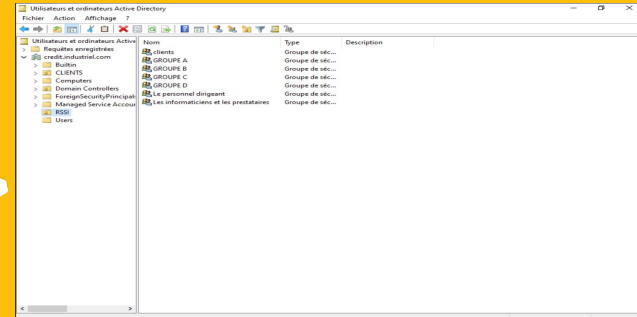 Utilisateurs et ordinateurs Active Directory
Fichier Action Affichage ?
Utilisateurs et ordinateurs Active
Requêtes enregistrées
credit.industriel.com
Builtin
CLIENTS
Computers
Domain Controllers
ForeignSecurityPrincipals
Managed Service Accour
RSSI
Users
Nom Type Description
clients Groupe de séc...
GROUPE A Groupe de séc...
GROUPE B Groupe de séc...
GROUPE C Groupe de séc...
GROUPE D Groupe de séc...
Le personnel dirigeant Groupe de séc...
Les informaticiens et les prestataires Groupe de séc...